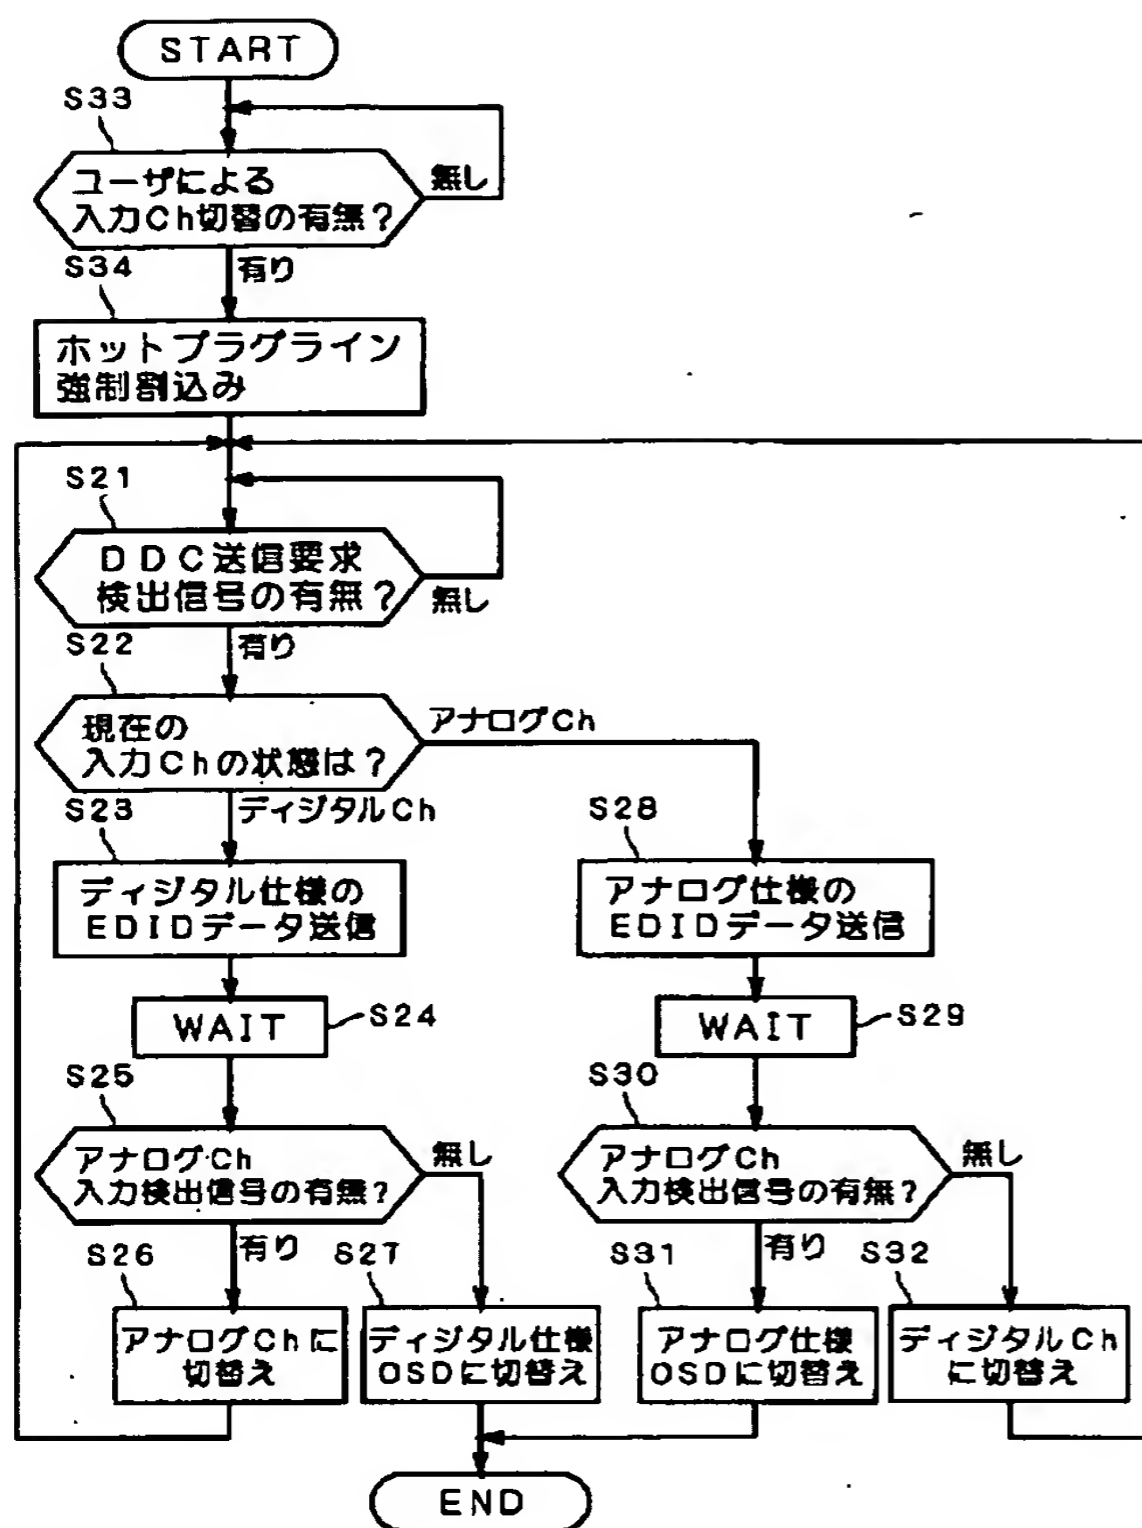 START
S33
ユーザによる
入力Ch切替の有無?
無し
有り
S34
ホットプラグライン
強制割込み
S21
DDC送信要求
検出信号の有無?
無し
有り
S22
現在の
入力Chの状態は?
アナログCh
ディジタルCh
S23
ディジタル仕様の
EDIDデータ送信
S28
アナログ仕様の
EDIDデータ送信
WAIT
S24
WAIT
S29
S25
アナログCh
入力検出信号の有無?
無し
有り
S30
アナログCh
入力検出信号の有無?
無し
有り
S26
アナログChに
切替え
S27
ディジタル仕様
OSDに切替え
S31
アナログ仕様
OSDに切替え
S32
ディジタルCh
に切替え
END